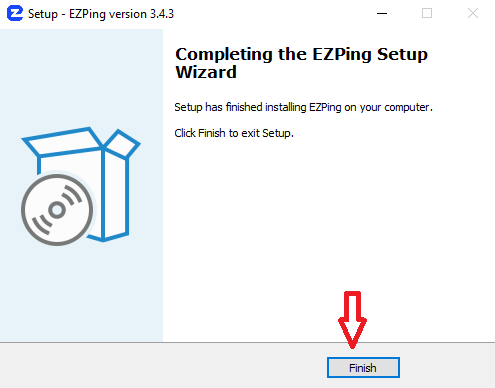 Setup - EZPing version 3.4.3
Completing the EZPing Setup
Wizard
Setup has finished installing EZPing on your computer.
Click Finish to exit Setup.
Finish